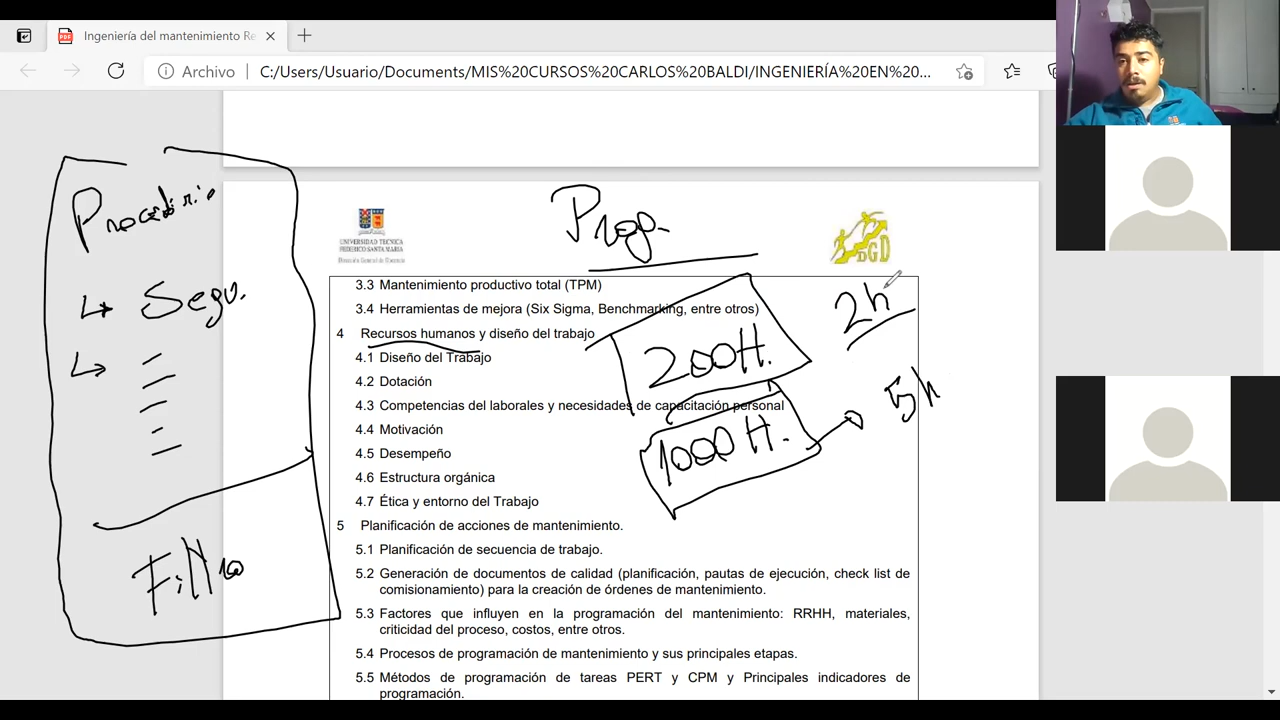 Ingeniería del mantenimiento Re
Archivo
C:/Users/Usuario/Documents/MIS%20CURSOS%20CARLOS%20BALDI/INGENIERÍA%20EN%20...
UNIVERSIDAD TECNICA
FEDERICO SANTA MARIA
Dirección General de Docencia
DGD
Prog.
3.3 Mantenimiento productivo total (TPM)
3.4 Herramientas de mejora (Six Sigma, Benchmarking, entre otros)
4 Recursos humanos y diseño del trabajo
4.1 Diseño del Trabajo
4.2 Dotación
4.3 Competencias del laborales y necesidades de capacitación personal
4.4 Motivación
4.5 Desempeño
4.6 Estructura orgánica
4.7 Ética y entorno del Trabajo
5 Planificación de acciones de mantenimiento.
5.1 Planificación de secuencia de trabajo.
5.2 Generación de documentos de calidad (planificación, pautas de ejecución, check list de
comisionamiento) para la creación de órdenes de mantenimiento.
5.3 Factores que influyen en la programación del mantenimiento: RRHH, materiales,
criticidad del proceso, costos, entre otros.
5.4 Procesos de programación de mantenimiento y sus principales etapas.
5.5 Métodos de programación de tareas PERT y CPM y Principales indicadores de
programación.
Segu.
Filtro
200H.
2h
1000H.
5h